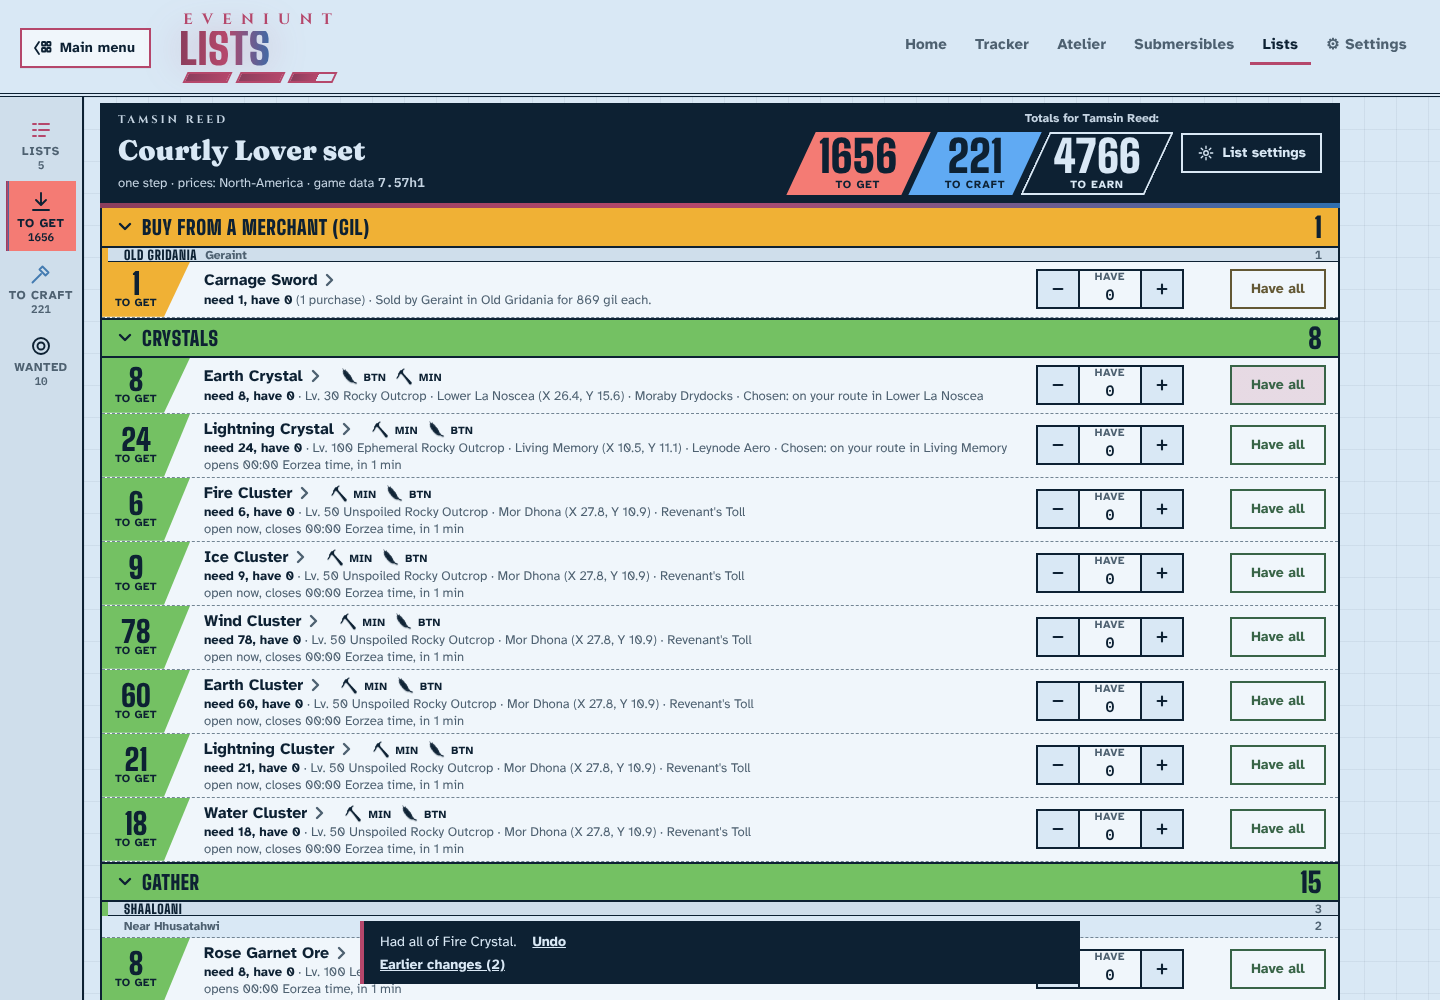 Main menu
EVENIUNT
LISTS
Home Tracker Atelier Submersibles Lists Settings
LISTS
5
TO GET
1656
TO CRAFT
221
WANTED
10
TAMSIN REED
Courtly Lover set
one step · prices: North-America · game data 7.57h1
Totals for Tamsin Reed:
1656
TO GET
221
TO CRAFT
4766
TO EARN
List settings
BUY FROM A MERCHANT (GIL) 1
OLD GRIDANIA Geraint 1
1
TO GET
Carnage Sword
need 1, have 0 (1 purchase) · Sold by Geraint in Old Gridania for 869 gil each.
− HAVE 0 +
Have all
CRYSTALS 8
8
TO GET
Earth Crystal BTN MIN
need 8, have 0 · Lv. 30 Rocky Outcrop · Lower La Noscea (X 26.4, Y 15.6) · Moraby Drydocks · Chosen: on your route in Lower La Noscea
− HAVE 0 +
Have all
24
TO GET
Lightning Crystal MIN BTN
need 24, have 0 · Lv. 100 Ephemeral Rocky Outcrop · Living Memory (X 10.5, Y 11.1) · Leynode Aero · Chosen: on your route in Living Memory
opens 00:00 Eorzea time, in 1 min
− HAVE 0 +
Have all
6
TO GET
Fire Cluster MIN BTN
need 6, have 0 · Lv. 50 Unspoiled Rocky Outcrop · Mor Dhona (X 27.8, Y 10.9) · Revenant's Toll
open now, closes 00:00 Eorzea time, in 1 min
− HAVE 0 +
Have all
9
TO GET
Ice Cluster MIN BTN
need 9, have 0 · Lv. 50 Unspoiled Rocky Outcrop · Mor Dhona (X 27.8, Y 10.9) · Revenant's Toll
open now, closes 00:00 Eorzea time, in 1 min
− HAVE 0 +
Have all
78
TO GET
Wind Cluster MIN BTN
need 78, have 0 · Lv. 50 Unspoiled Rocky Outcrop · Mor Dhona (X 27.8, Y 10.9) · Revenant's Toll
open now, closes 00:00 Eorzea time, in 1 min
− HAVE 0 +
Have all
60
TO GET
Earth Cluster MIN BTN
need 60, have 0 · Lv. 50 Unspoiled Rocky Outcrop · Mor Dhona (X 27.8, Y 10.9) · Revenant's Toll
open now, closes 00:00 Eorzea time, in 1 min
− HAVE 0 +
Have all
21
TO GET
Lightning Cluster MIN BTN
need 21, have 0 · Lv. 50 Unspoiled Rocky Outcrop · Mor Dhona (X 27.8, Y 10.9) · Revenant's Toll
open now, closes 00:00 Eorzea time, in 1 min
− HAVE 0 +
Have all
18
TO GET
Water Cluster MIN BTN
need 18, have 0 · Lv. 50 Unspoiled Rocky Outcrop · Mor Dhona (X 27.8, Y 10.9) · Revenant's Toll
open now, closes 00:00 Eorzea time, in 1 min
− HAVE 0 +
Have all
GATHER 15
SHAALOANI 3
Near Hhusatahwi 2
8
TO GET
Rose Garnet Ore
need 8, have 0 · Lv. 100
opens 00:00 Eorzea time, in 1 min
HAVE 0 +
Have all
Had all of Fire Crystal. Undo
Earlier changes (2)